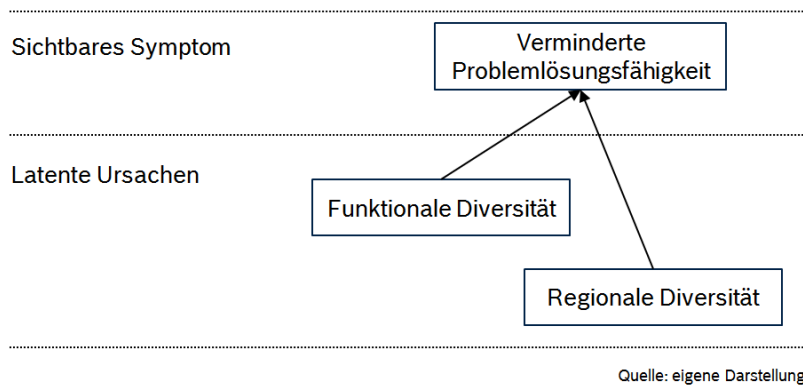 Sichtbares Symptom
Verminderte
Problemlösungsfähigkeit
Latente Ursachen
Funktionale Diversität
Regionale Diversität
Quelle: eigene Darstellung